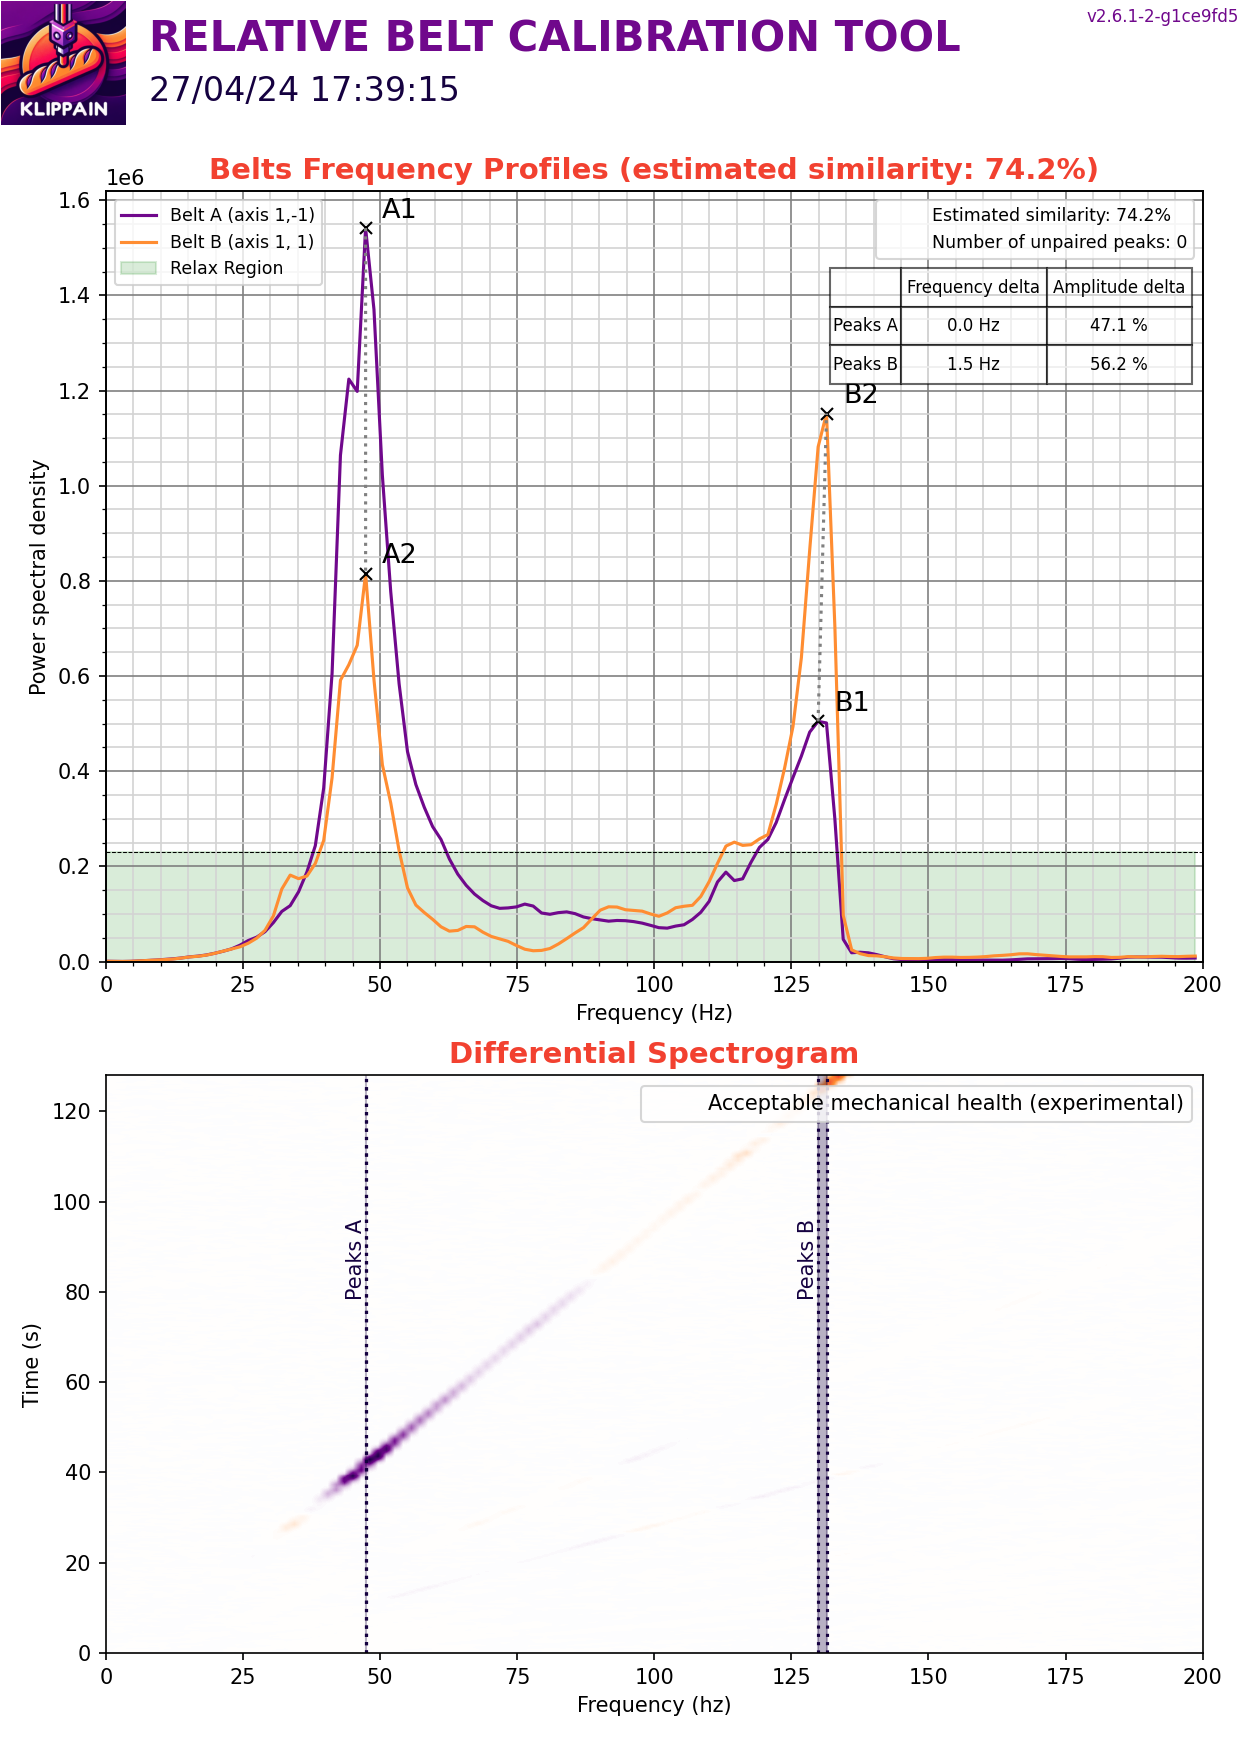 KLIPPAIN
RELATIVE BELT CALIBRATION TOOL
v2.6.1-2-g1ce9fd5
27/04/24 17:39:15
Belts Frequency Profiles (estimated similarity: 74.2%)
1e6
Belt A (axis 1,-1)
Belt B (axis 1, 1)
Relax Region
Estimated similarity: 74.2%
Number of unpaired peaks: 0
Frequency delta Amplitude delta
Peaks A 0.0 Hz 47.1 %
Peaks B 1.5 Hz 56.2 %
A1
A2
B2
B1
Power spectral density
1.6
1.4
1.2
1.0
0.8
0.6
0.4
0.2
0.0
0 25 50 75 100 125 150 175 200
Frequency (Hz)
Differential Spectrogram
Acceptable mechanical health (experimental)
Peaks A
Peaks B
Time (s)
120
100
80
60
40
20
0
0 25 50 75 100 125 150 175 200
Frequency (hz)